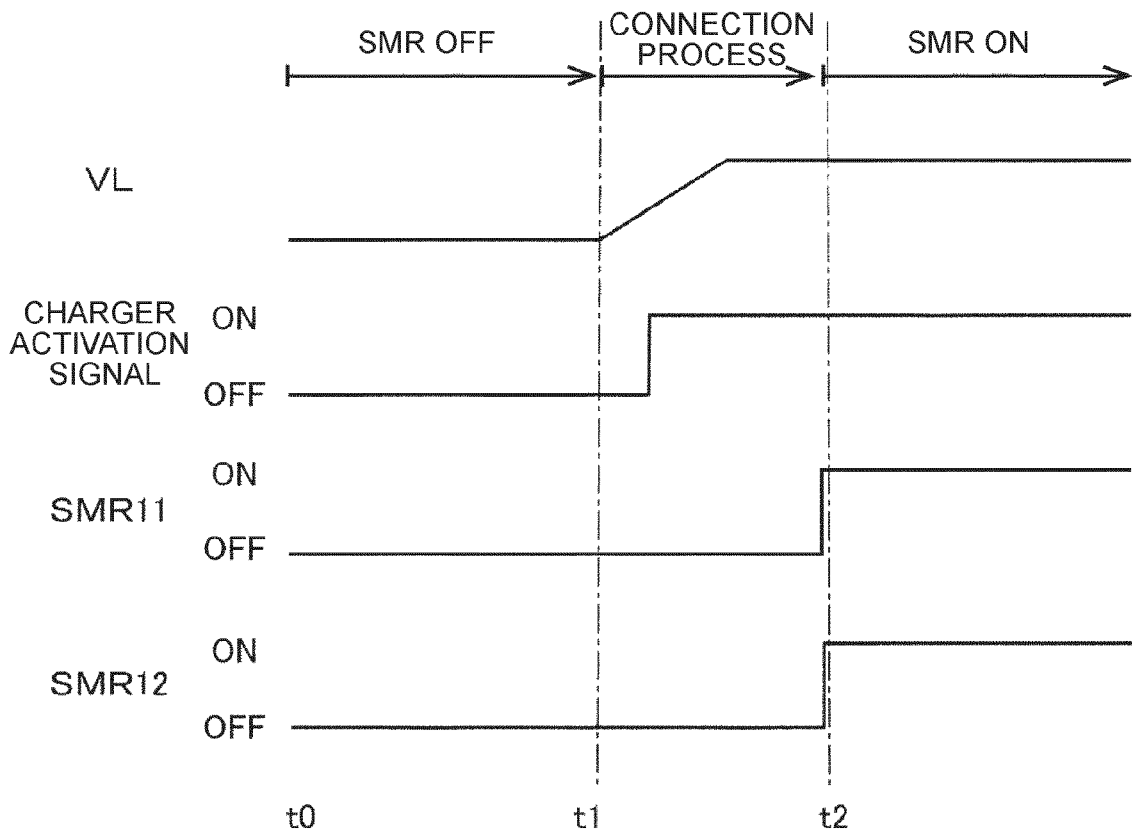 SMR OFF
CONNECTION
PROCESS
SMR ON
VL
CHARGER
ACTIVATION
SIGNAL
ON
OFF
SMR11
ON
OFF
SMR12
ON
OFF
t0
t1
t2